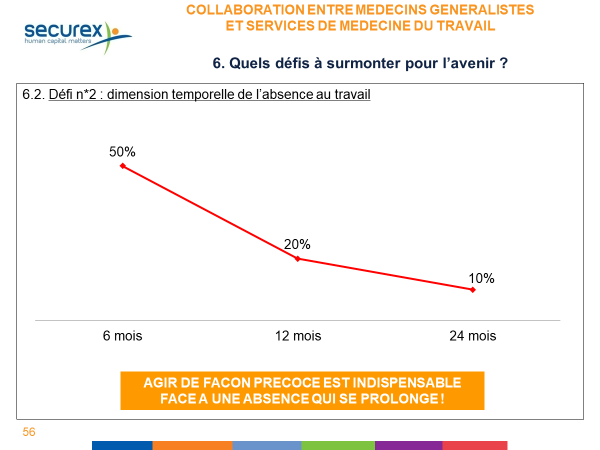 COLLABORATION ENTRE MEDECINS GENERALISTES
ET SERVICES DE MEDECINE DU TRAVAIL
securex
human capital matters
6. Quels défis à surmonter pour l’avenir ?
6.2. Défi n*2 : dimension temporelle de l’absence au travail
50%
20%
10%
6 mois 12 mois 24 mois
AGIR DE FACON PRECOCE EST INDISPENSABLE
FACE A UNE ABSENCE QUI SE PROLONGE !
56